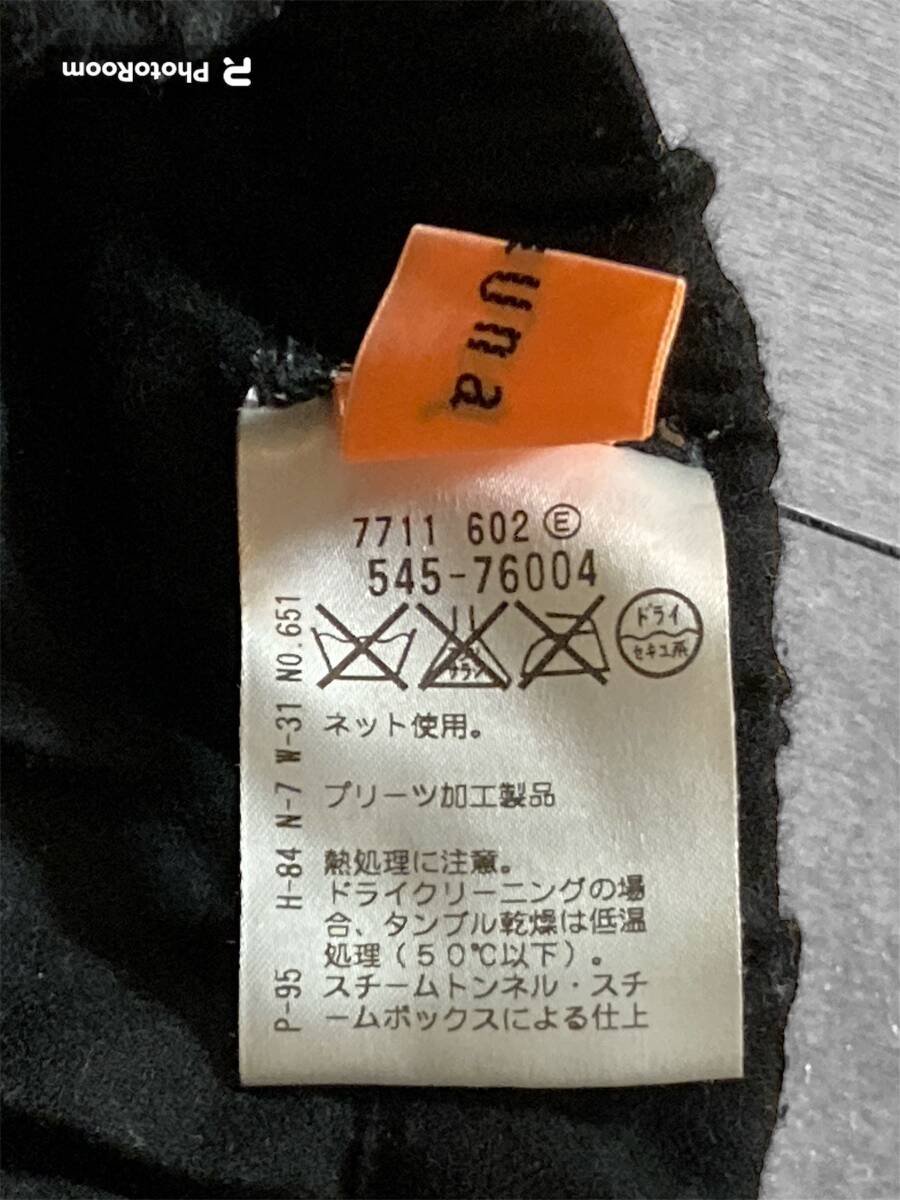 PhotoRoom
una
7711 602 Ⓔ
545-76004
サラシ
ドライ
セキユ系
ネット使用。
プリーツ加工製品
熱処理に注意。
ドライクリーニングの場
合、タンブル乾燥は低温
処理（５０℃以下）。
スチームトンネル・スチ
ームボックスによる仕上
P-95 H-84 N-7 W-31 NO.651